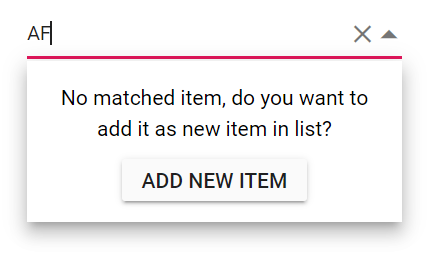 AF
No matched item, do you want to
add it as new item in list?
ADD NEW ITEM